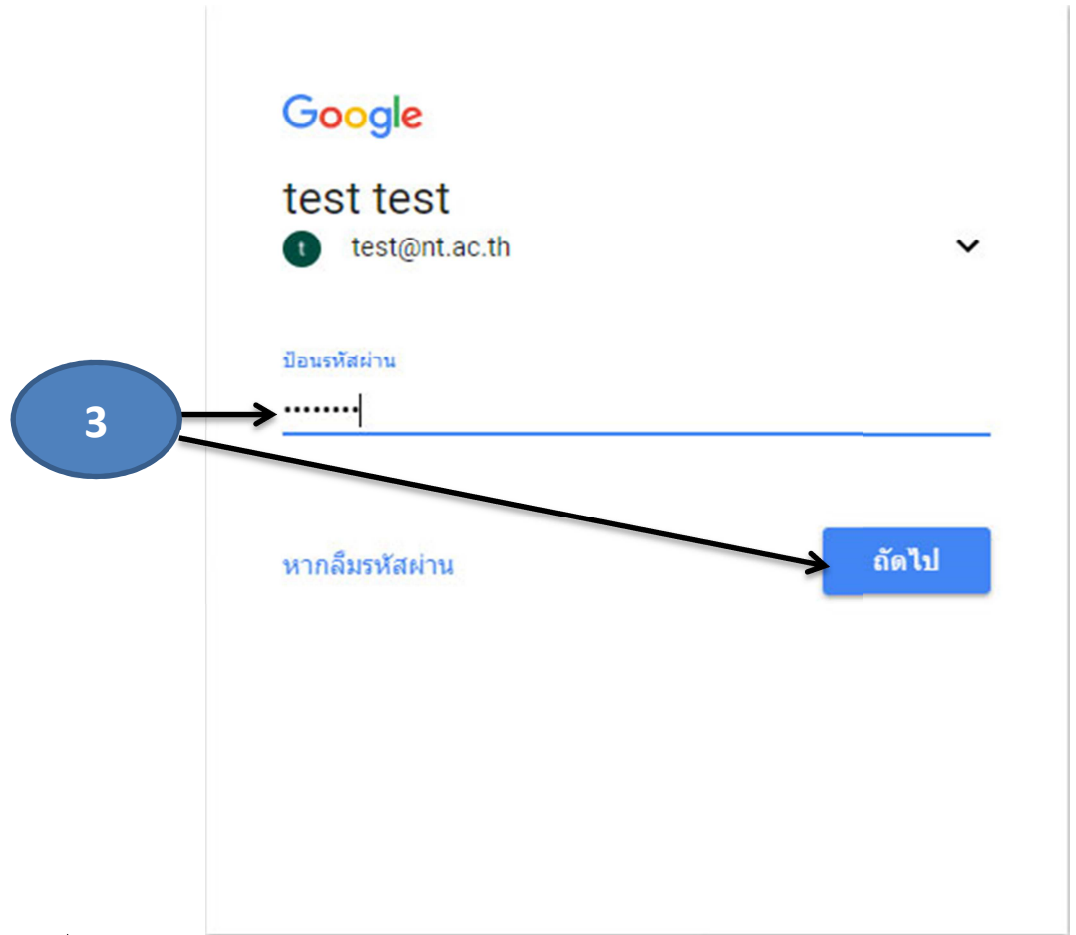 Google
test test
t test@nt.ac.th
ป้อนรหัสผ่าน
3 ••••••••
หากลืมรหัสผ่าน ถัดไป